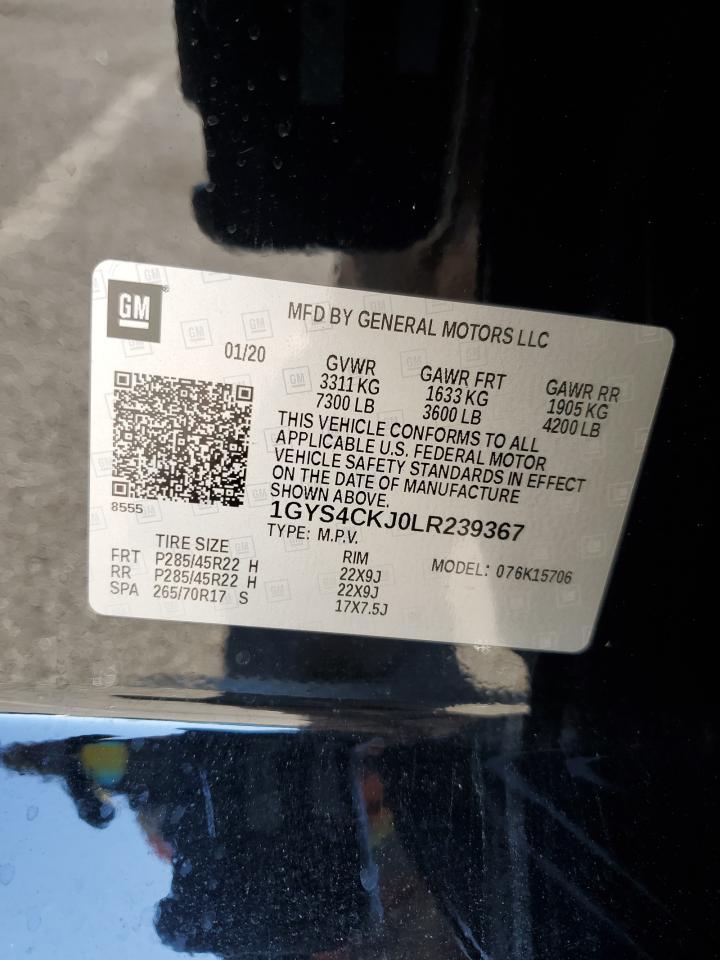 GM
MFD BY GENERAL MOTORS LLC
01/20
GVWR
3311 KG
7300 LB
GAWR FRT
1633 KG
3600 LB
GAWR RR
1905 KG
4200 LB
THIS VEHICLE CONFORMS TO ALL
APPLICABLE U.S. FEDERAL MOTOR
VEHICLE SAFETY STANDARDS IN EFFECT
ON THE DATE OF MANUFACTURE
SHOWN ABOVE.
8555
1GYS4CKJ0LR239367
TYPE: M.P.V.
MODEL: 076K15706
TIRE SIZE RIM
FRT P285/45R22 H 22X9J
RR P285/45R22 H 22X9J
SPA 265/70R17 S 17X7.5J